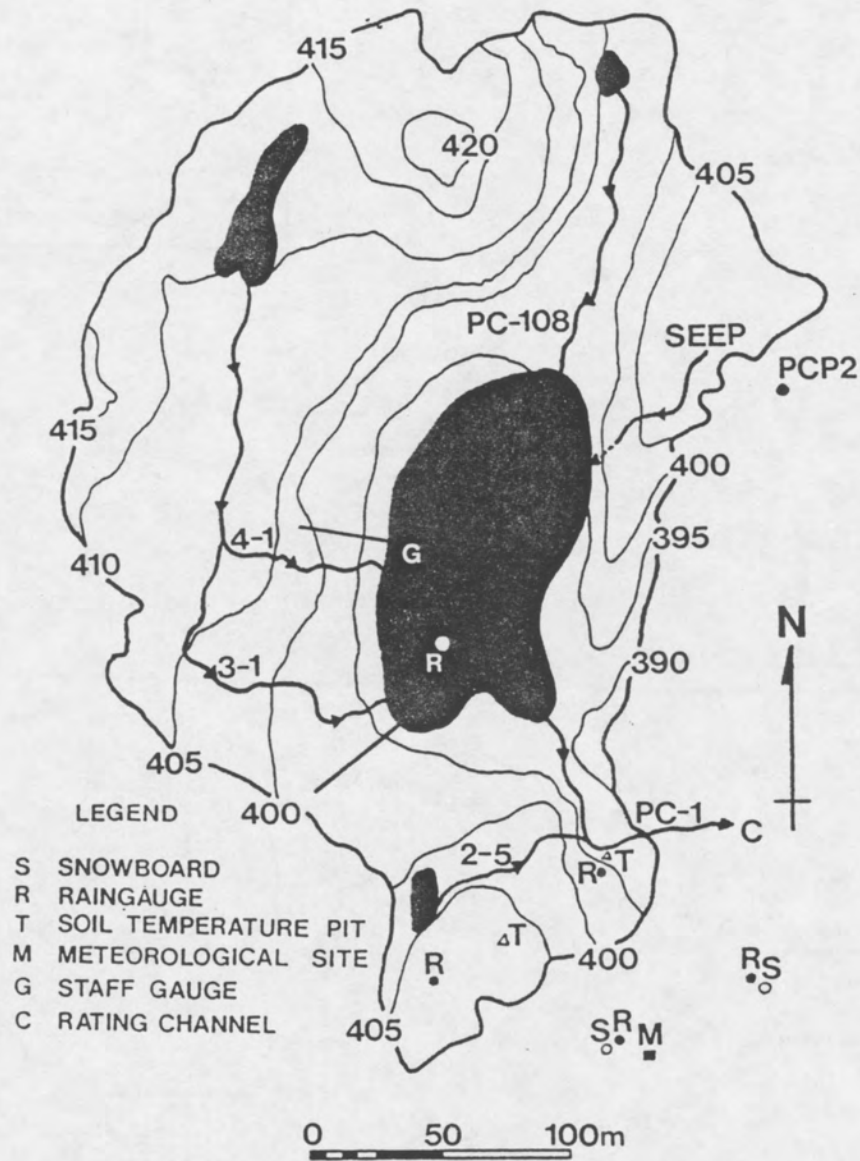 415
420
405
PC-108
SEEP
PCP2
415
400
4-1
G
395
410
N
R
3-1
390
405
400
PC-1
C
LEGEND
2-5
T
R
S SNOWBOARD
R RAINGAUGE
T SOIL TEMPERATURE PIT
M METEOROLOGICAL SITE
G STAFF GAUGE
C RATING CHANNEL
T
R
400
R S
405
S R M
0 50 100m